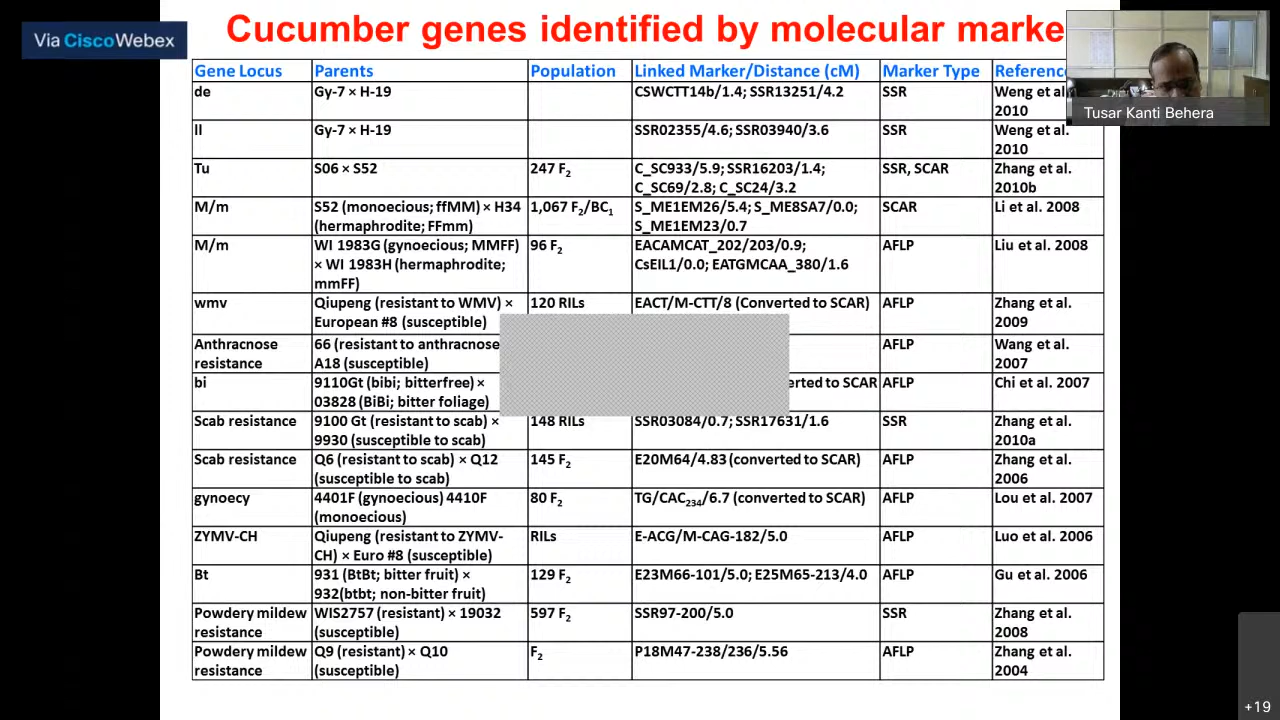 Via Cisco Webex
Cucumber genes identified by molecular marke
Tusar Kanti Behera
Gene Locus Parents Population Linked Marker/Distance (cM) Marker Type Reference
de Gy-7 × H-19 CSWCTT14b/1.4; SSR13251/4.2 SSR Weng et al.
2010
ll Gy-7 × H-19 SSR02355/4.6; SSR03940/3.6 SSR Weng et al.
2010
Tu S06 × S52 247 F2 C_SC933/5.9; SSR16203/1.4; SSR, SCAR Zhang et al.
C_SC69/2.8; C_SC24/3.2 2010b
M/m S52 (monoecious; ffMM) × H34 1,067 F2/BC1 S_ME1EM26/5.4; S_ME8SA7/0.0; SCAR Li et al. 2008
(hermaphrodite; FFmm) S_ME1EM23/0.7
M/m WI 1983G (gynoecious; MMFF) 96 F2 EACAMCAT_202/203/0.9; AFLP Liu et al. 2008
× WI 1983H (hermaphrodite; CsEIL1/0.0; EATGMCAA_380/1.6
mmFF)
wmv Qiupeng (resistant to WMV) × 120 RILs EACT/M-CTT/8 (Converted to SCAR) AFLP Zhang et al.
European #8 (susceptible) 2009
Anthracnose 66 (resistant to anthracnose AFLP Wang et al.
resistance A18 (susceptible) 2007
bi 9110Gt (bibi; bitterfree) × erted to SCAR AFLP Chi et al. 2007
03828 (BiBi; bitter foliage)
Scab resistance 9100 Gt (resistant to scab) × 148 RILs SSR03084/0.7; SSR17631/1.6 SSR Zhang et al.
9930 (susceptible to scab) 2010a
Scab resistance Q6 (resistant to scab) × Q12 145 F2 E20M64/4.83 (converted to SCAR) AFLP Zhang et al.
(susceptible to scab) 2006
gynoecy 4401F (gynoecious) 4410F 80 F2 TG/CAC234/6.7 (converted to SCAR) AFLP Lou et al. 2007
(monoecious)
ZYMV-CH Qiupeng (resistant to ZYMV- RILs E-ACG/M-CAG-182/5.0 AFLP Luo et al. 2006
CH) × Euro #8 (susceptible)
Bt 931 (BtBt; bitter fruit) × 129 F2 E23M66-101/5.0; E25M65-213/4.0 AFLP Gu et al. 2006
932(btbt; non-bitter fruit)
Powdery mildew WIS2757 (resistant) × 19032 597 F2 SSR97-200/5.0 SSR Zhang et al.
resistance (susceptible) 2008
Powdery mildew Q9 (resistant) × Q10 F2 P18M47-238/236/5.56 AFLP Zhang et al.
resistance (susceptible) 2004
+19